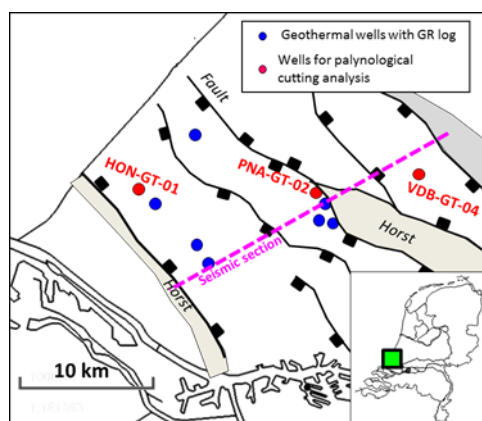 Geothermal wells with GR log
Wells for palynological
cutting analysis
Fault
HON-GT-01
PNA-GT-02
VDB-GT-04
Horst
Seismic section
Horst
10 km